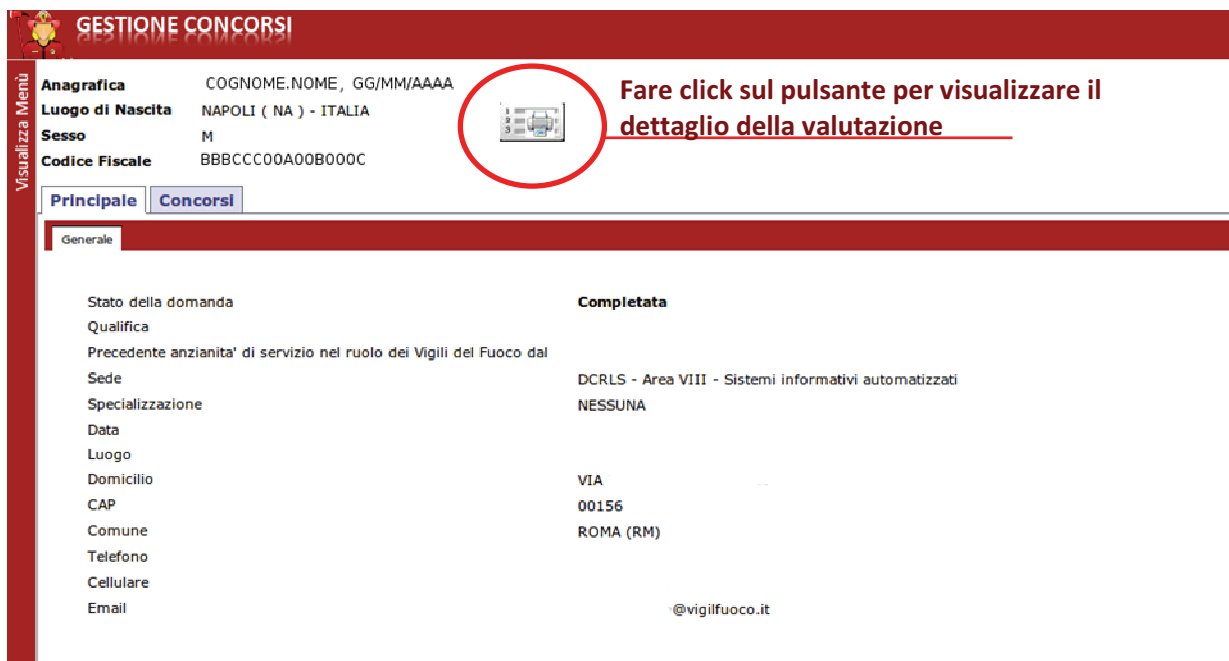 GESTIONE CONCORSI
Visualizza Menù
Anagrafica COGNOME.NOME, GG/MM/AAAA
Luogo di Nascita NAPOLI ( NA ) - ITALIA
Sesso M
Codice Fiscale BBBCCC00A00B000C
1
2
3
Fare click sul pulsante per visualizzare il
dettaglio della valutazione
Principale Concorsi
Generale
Stato della domanda Completata
Qualifica
Precedente anzianita' di servizio nel ruolo dei Vigili del Fuoco dal
Sede DCRLS - Area VIII - Sistemi informativi automatizzati
Specializzazione NESSUNA
Data
Luogo
Domicilio VIA
CAP 00156
Comune ROMA (RM)
Telefono
Cellulare
Email @vigilfuoco.it